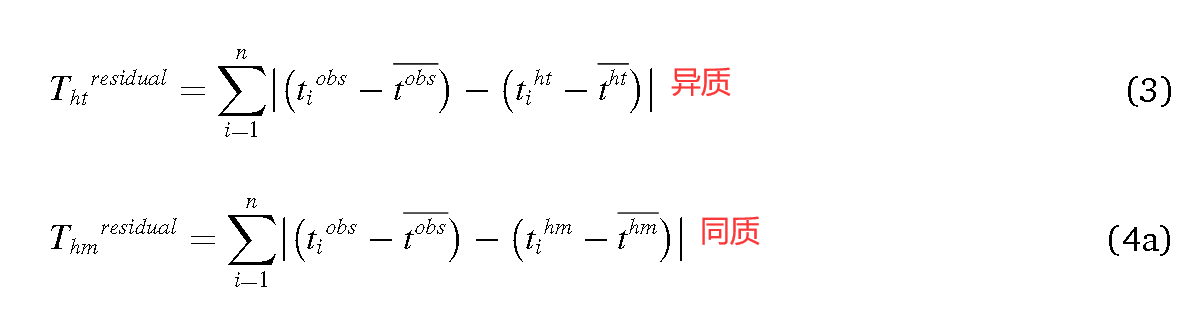 $T_{ht}{}^{residual} = \sum_{i=1}^{n} \left| \left( t_i{}^{obs} - \overline{t^{obs}} \right) - \left( t_i{}^{ht} - \overline{t^{ht}} \right) \right|$ 异质 (3)
$T_{hm}{}^{residual} = \sum_{i=1}^{n} \left| \left( t_i{}^{obs} - \overline{t^{obs}} \right) - \left( t_i{}^{hm} - \overline{t^{hm}} \right) \right|$ 同质 (4a)